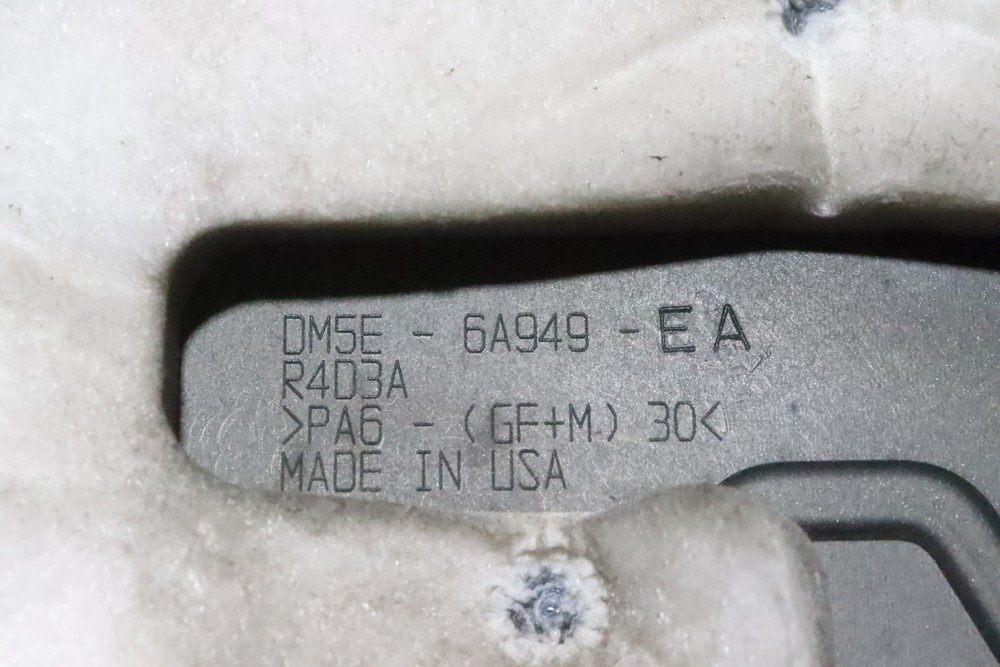 DM5E - 6A949 - EA
R4D3A
>PA6 - (GF+M.) 30<
MADE IN USA